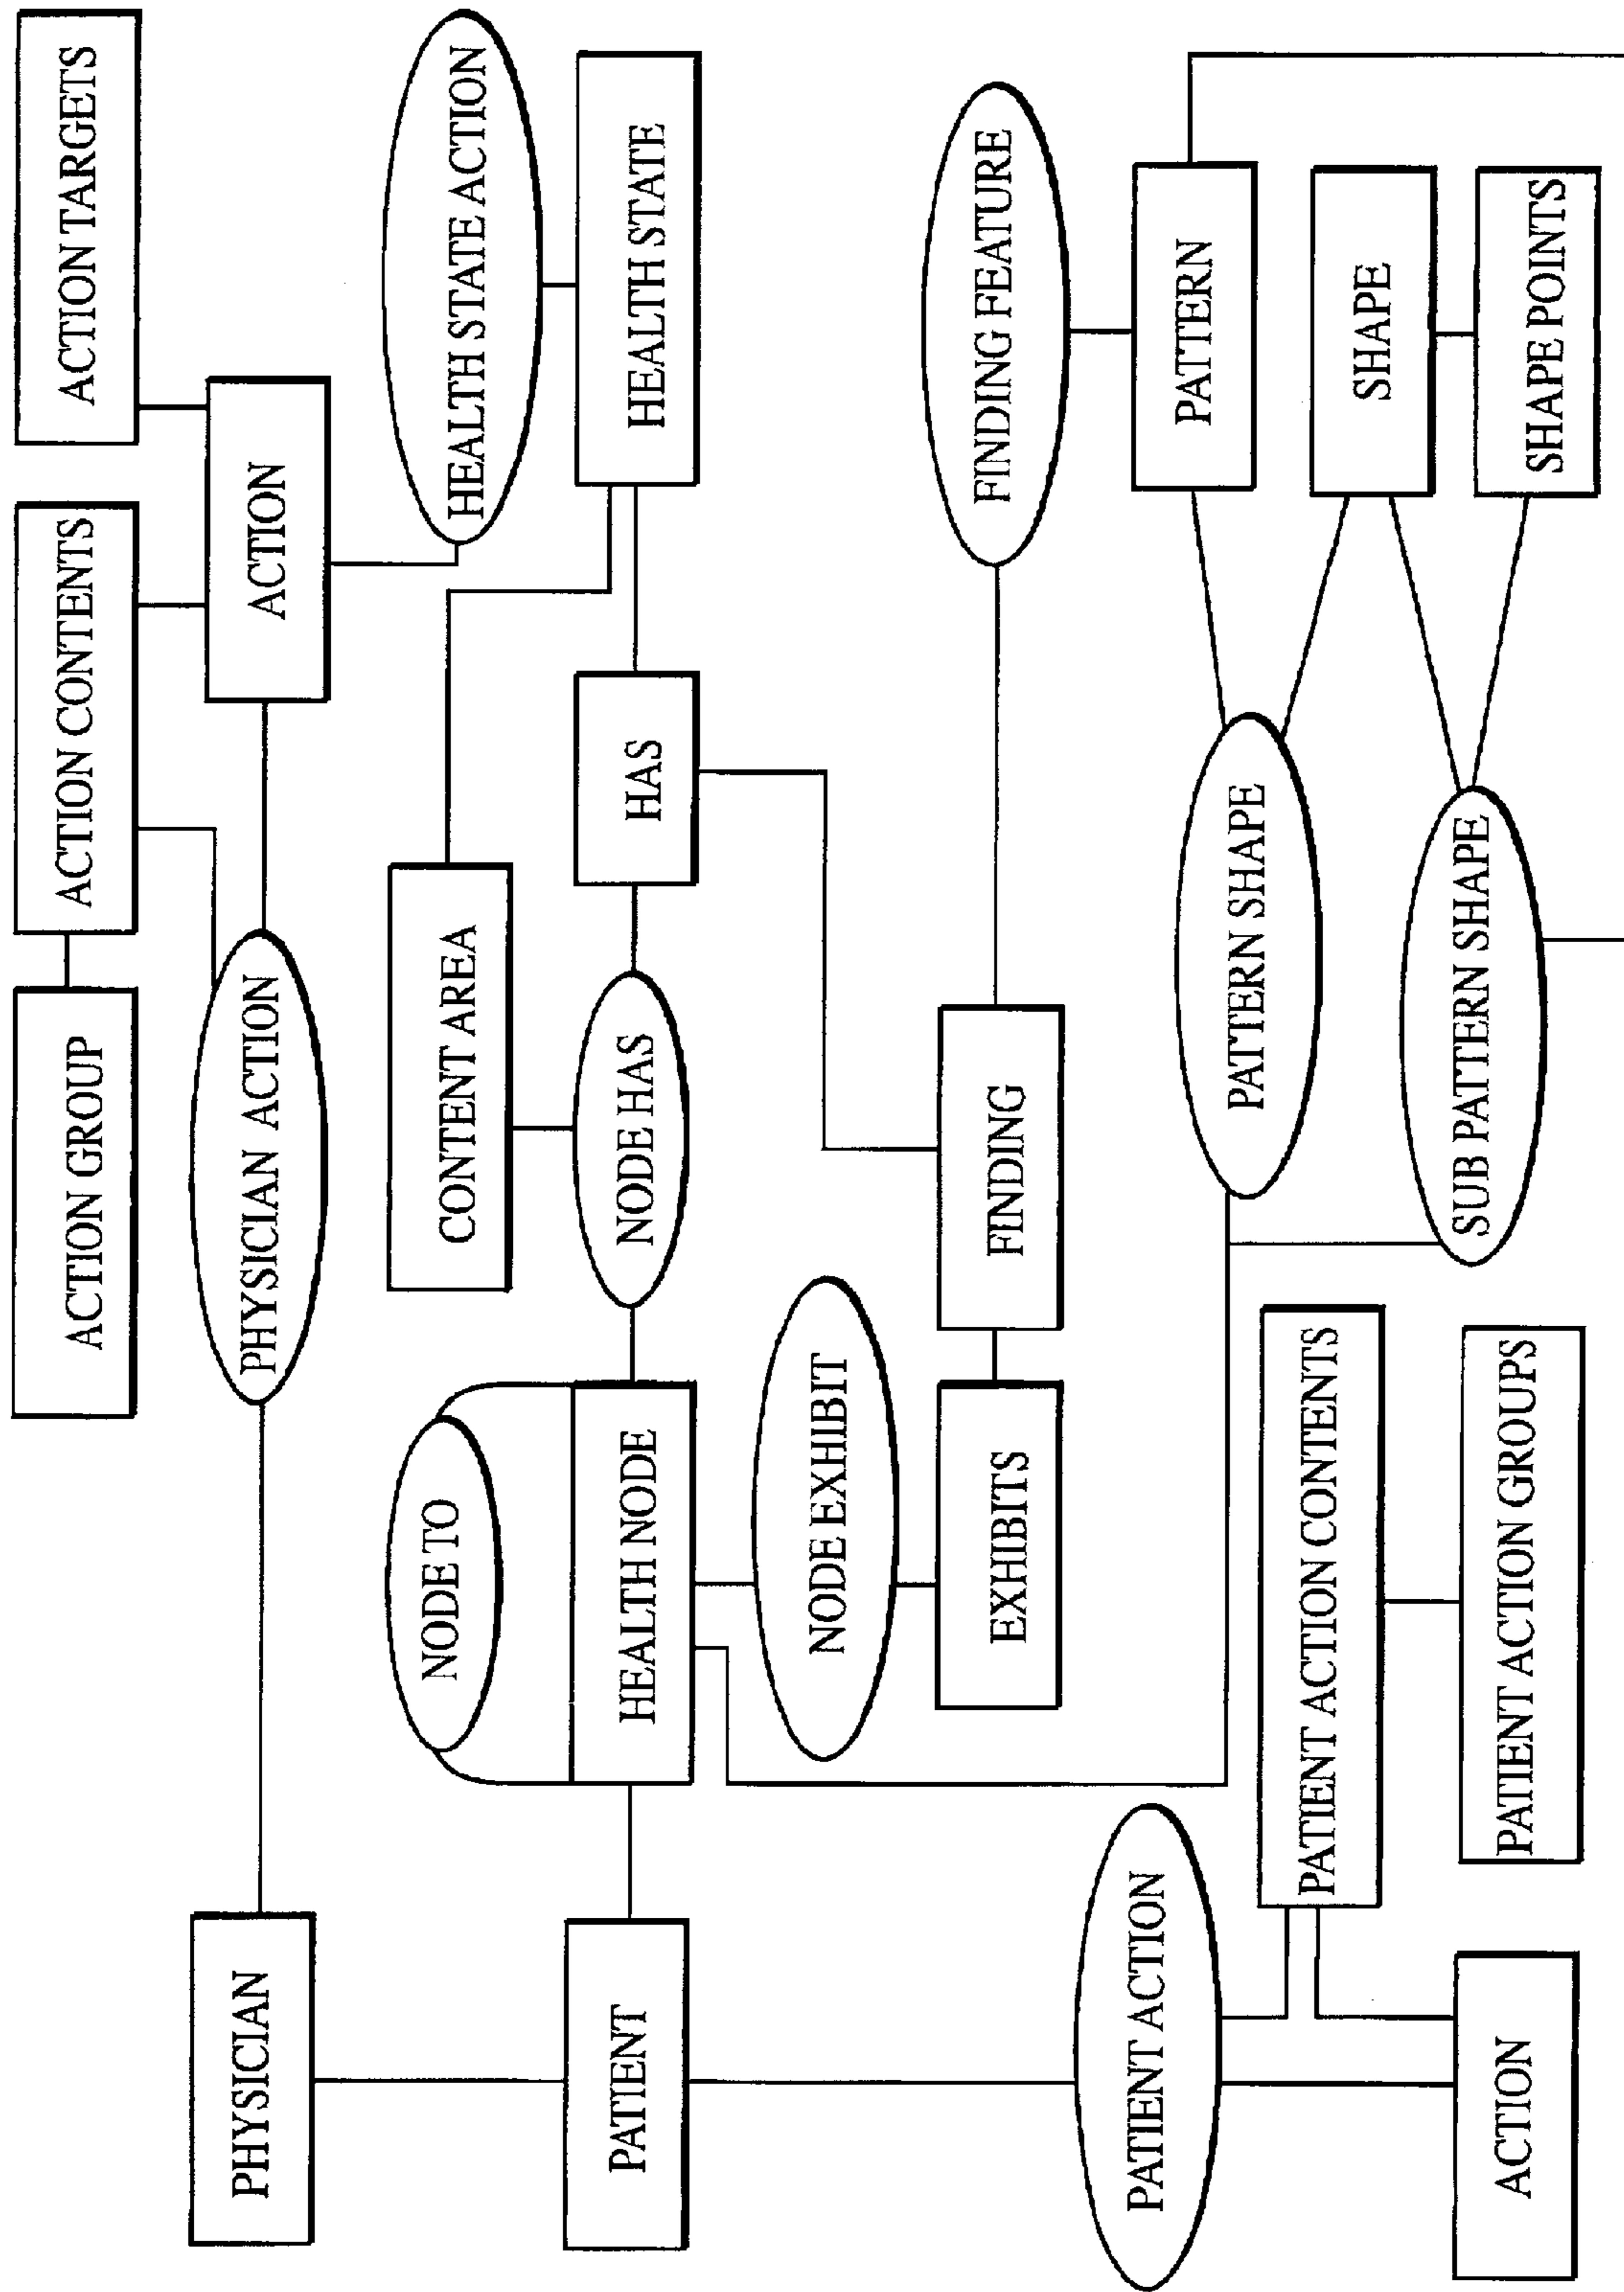 ACTION GROUP
ACTION CONTENTS
ACTION TARGETS
PHYSICIAN
PHYSICIAN ACTION
ACTION
NODE TO
CONTENT AREA
HEALTH STATE ACTION
PATIENT
HEALTH NODE
NODE HAS
HAS
HEALTH STATE
NODE EXHIBIT
EXHIBITS
FINDING
FINDING FEATURE
PATIENT ACTION
PATTERN SHAPE
PATTERN
PATIENT ACTION CONTENTS
SHAPE
ACTION
PATIENT ACTION GROUPS
SUB PATTERN SHAPE
SHAPE POINTS